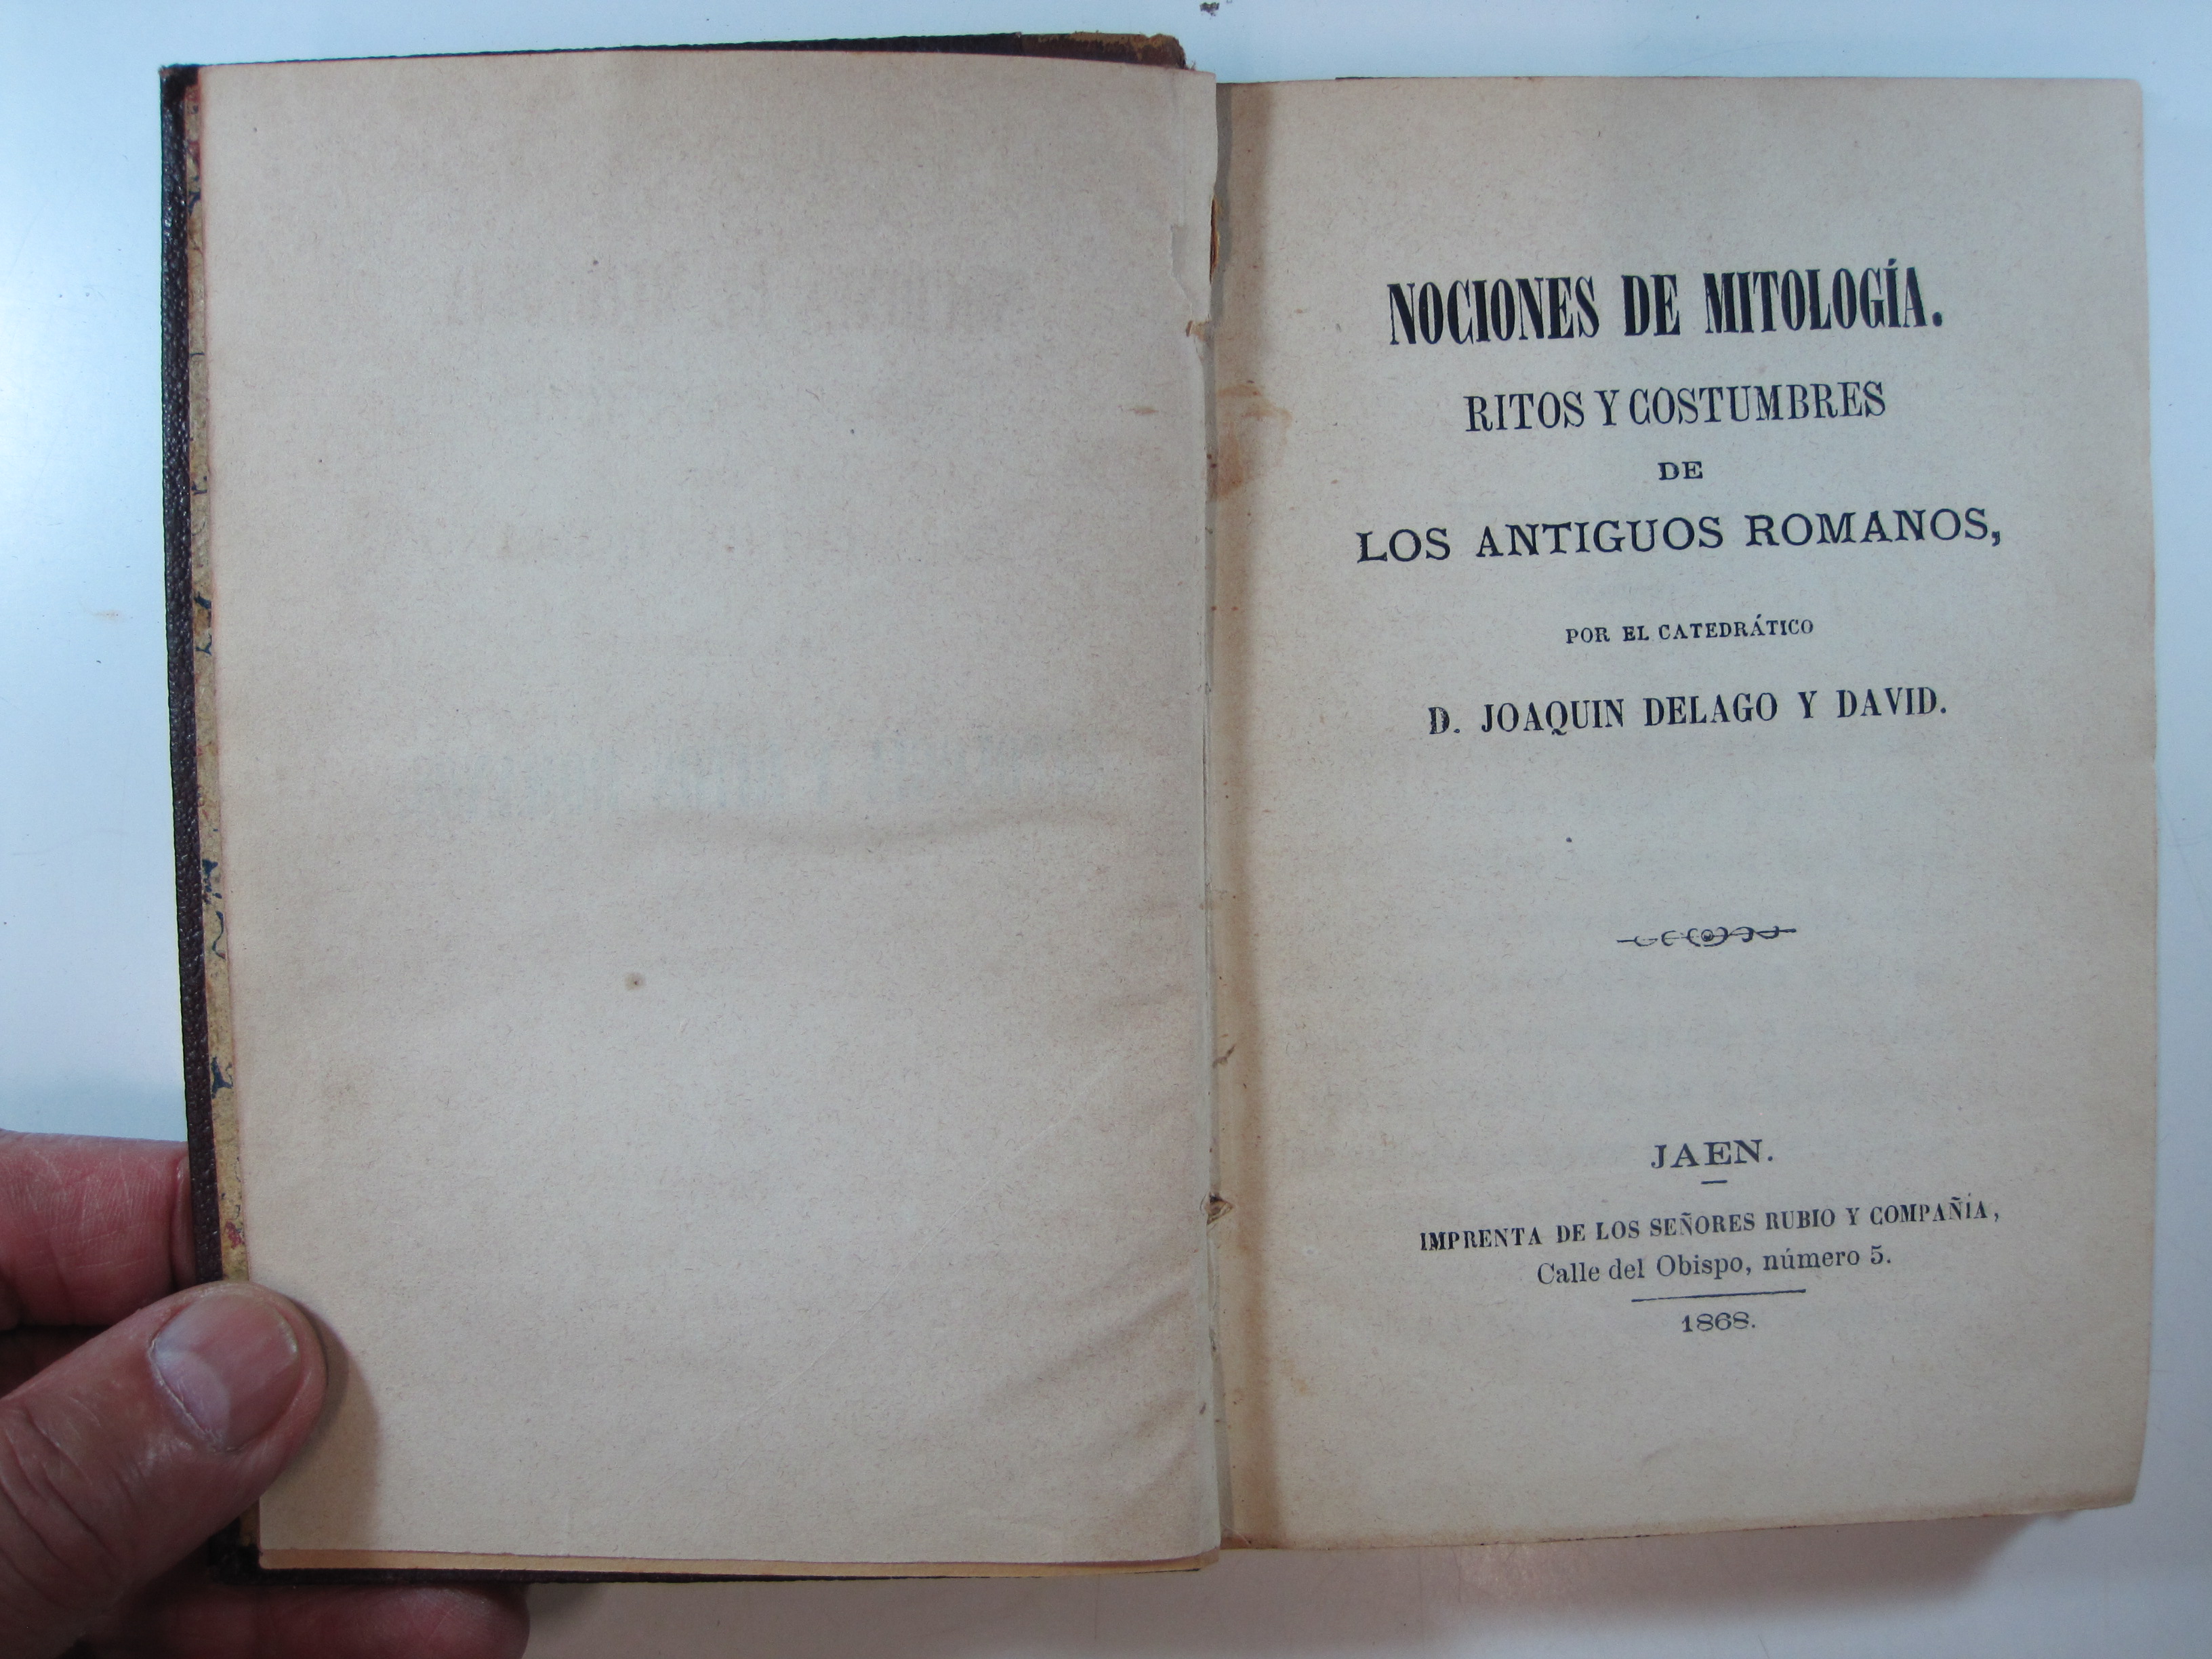 NOCIONES DE MITOLOGÍA.
RITOS Y COSTUMBRES
DE
LOS ANTIGUOS ROMANOS,
POR EL CATEDRÁTICO
D. JOAQUIN DELAGO Y DAVID.
JAEN.
IMPRENTA DE LOS SEÑORES RUBIO Y COMPAÑÍA,
Calle del Obispo, número 5.
1868.